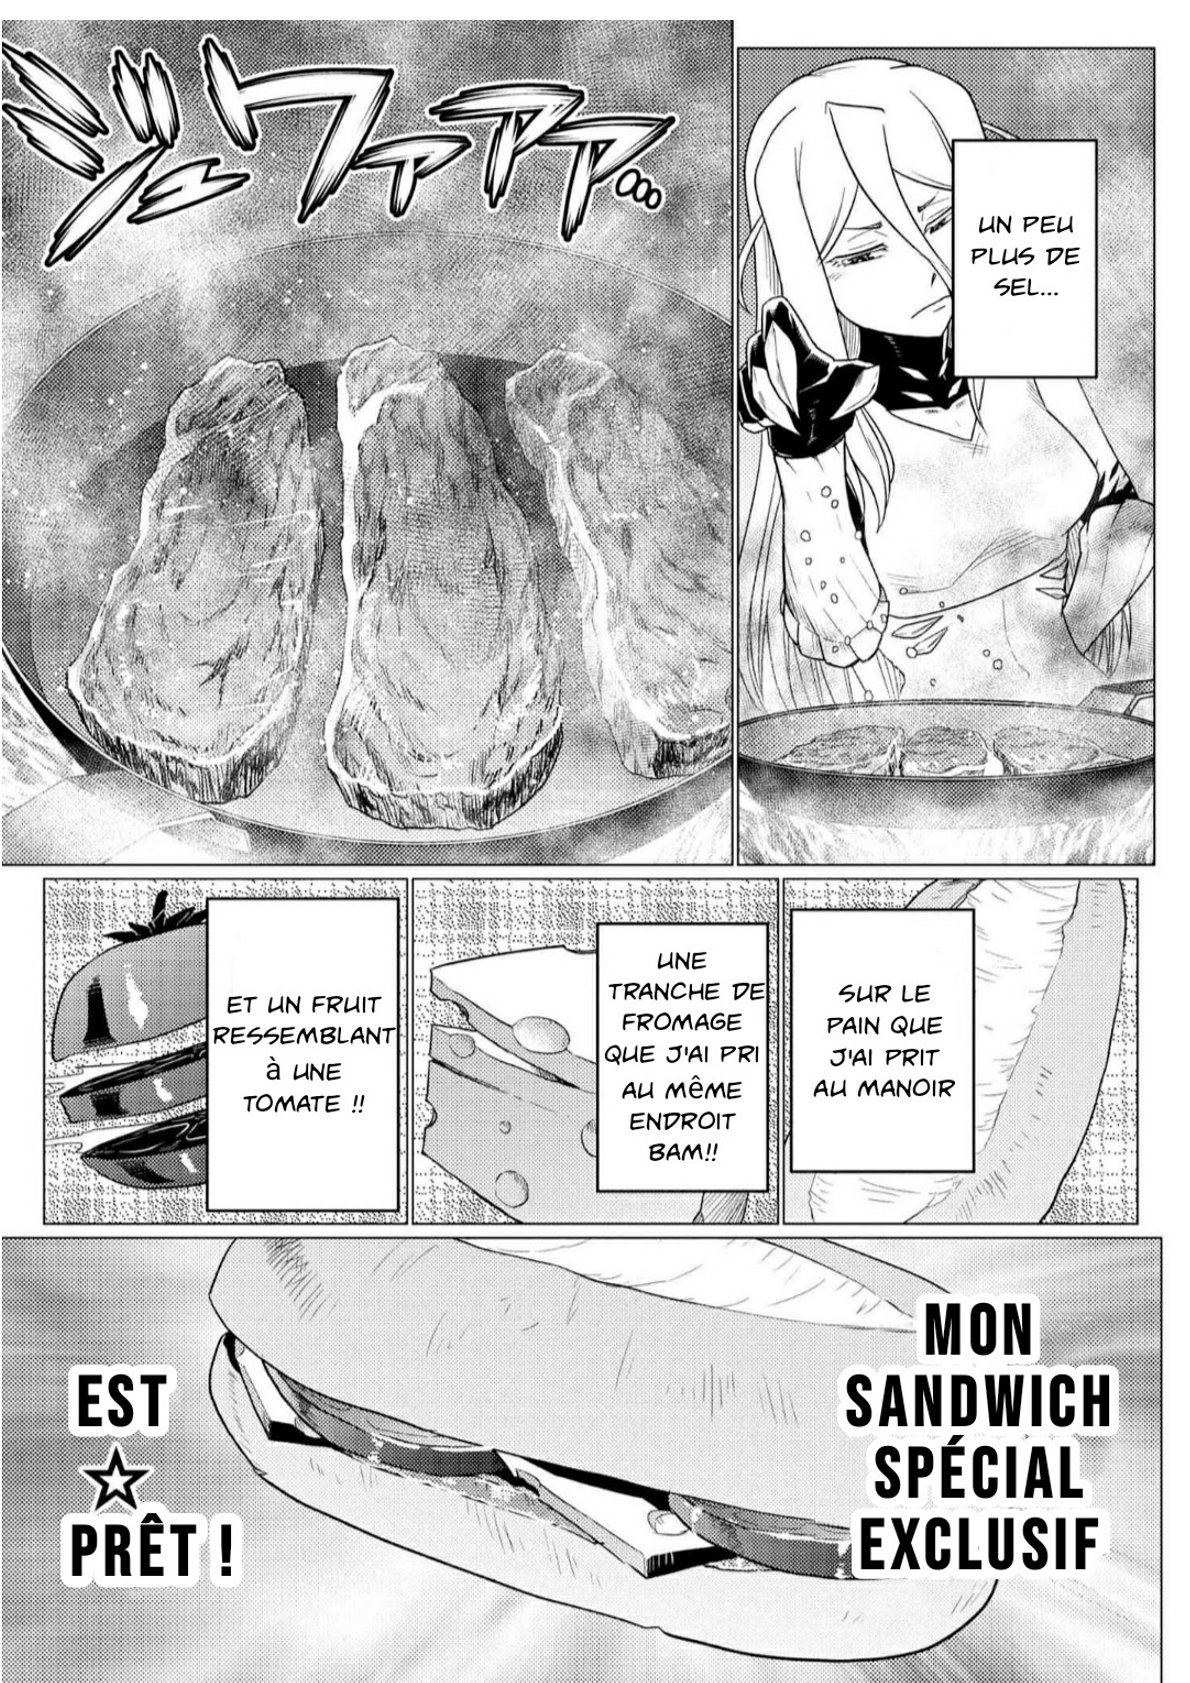 UN PEU
PLUS DE
SEL...
ジュワァァァ...
SUR LE
PAIN QUE
J'AI PRIT
AU MANOIR
UNE
TRANCHE DE
FROMAGE
QUE J'AI PRI
AU MÊME
ENDROIT
BAM!!
ET UN FRUIT
RESSEMBLANT
À UNE
TOMATE !!
MON
SANDWICH
SPÉCIAL
EXCLUSIF
EST
☆
PRÊT !